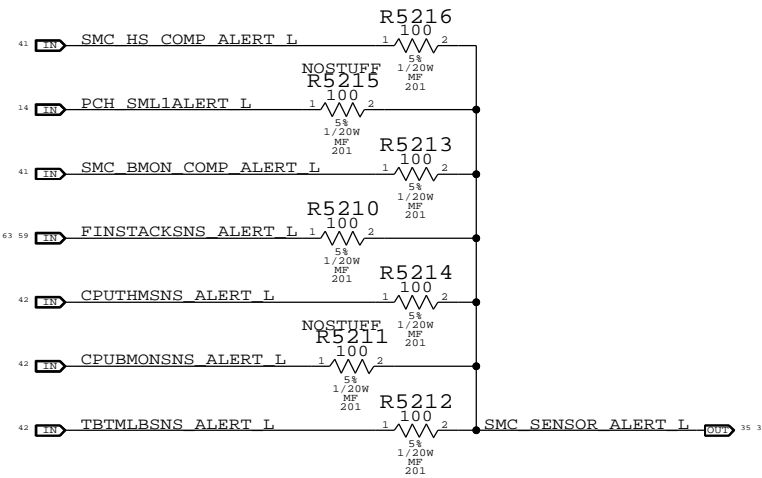 R5216
41 IN SMC_HS_COMP_ALERT_L 1 100 2
5%
1/20W
MF
201
NOSTUFF
R5215
14 IN PCH_SML1ALERT_L 1 100 2
5%
1/20W
MF
201
R5213
41 IN SMC_BMON_COMP_ALERT_L 1 100 2
5%
1/20W
MF
201
R5210
63 59 IN FINSTACKSNS_ALERT_L 1 100 2
5%
1/20W
MF
201
R5214
42 IN CPUTHMSNS_ALERT_L 1 100 2
5%
1/20W
MF
201
NOSTUFF
R5211
42 IN CPUBMONSNS_ALERT_L 1 100 2
5%
1/20W
MF
201
R5212
42 IN TBTMLBSNS_ALERT_L 1 100 2 SMC_SENSOR_ALERT_L OUT 35 3
5%
1/20W
MF
201